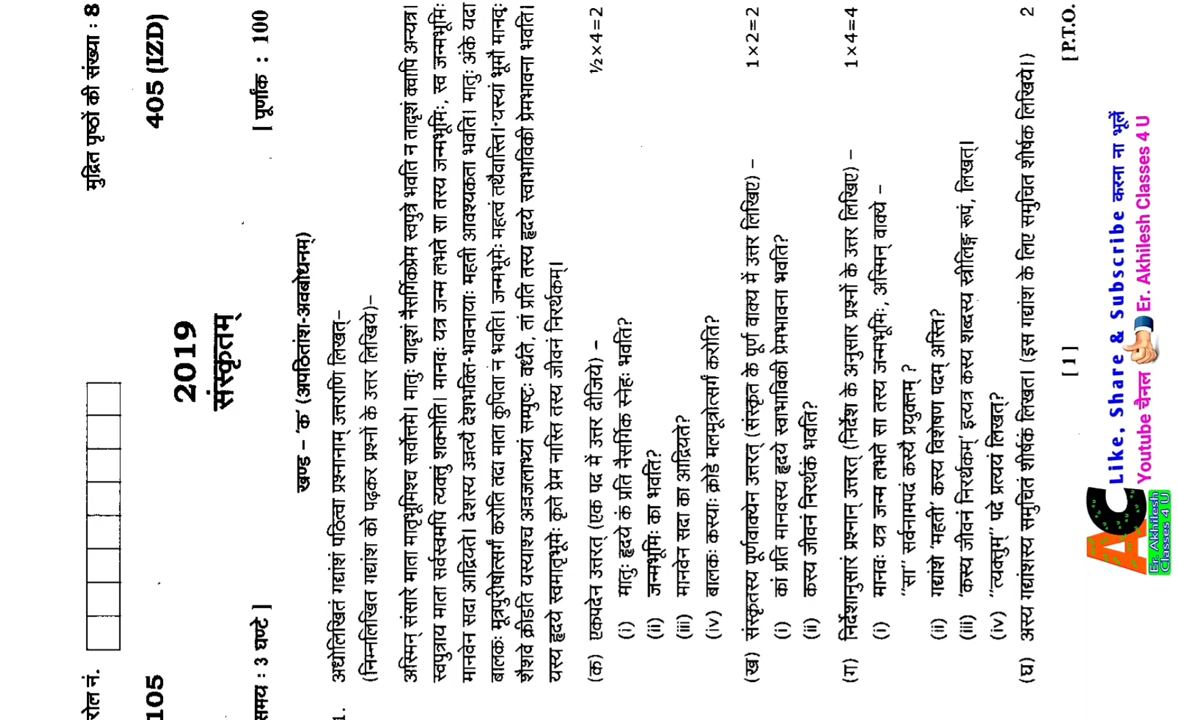 रोल नं.
मुद्रित पृष्ठों की संख्या : 8
105
405 (IZD)
2019
संस्कृतम्
समय : 3 घण्टे ]
[ पूर्णांक : 100
खण्ड – 'क' (अपठितांश-अवबोधनम्)
1. अधोलिखितं गद्यांशं पठित्वा प्रश्नानाम् उत्तराणि लिखत्–
(निम्नलिखित गद्यांश को पढ़कर प्रश्नों के उत्तर लिखिये)–
अस्मिन् संसारे माता मातृभूमिश्च सर्वोत्तमे। मातुः यादृशं नैसर्गिकप्रेम स्वपुत्रे भवति न तादृशं क्वापि अन्यत्र।
स्वपुत्राय माता सर्वस्वमपि त्यक्तुं शक्नोति। मानवः यत्र जन्म लभते सा तस्य जन्मभूमिः, स्व जन्मभूमिः
मानवेन सदा आद्रियते। देशस्य उन्नत्यै देशभक्ति-भावनायाः महती आवश्यकता भवति। मातुः अंके यदा
बालकः मूत्रपुरीषोत्सर्गं करोति तदा माता कुपिता न भवति। जन्मभूमेः महत्वं तथैवास्ति। यस्यां भूमौ मानवः
शैशवे क्रीडति यस्याश्च अन्नजलाभ्यां सम्पुष्टः वर्धते, तां प्रति तस्य हृदये स्वाभाविकी प्रेमभावना भवति।
यस्य हृदये स्वमातृभूमेः कृते प्रेम नास्ति तस्य जीवनं निरर्थकम्।
(क) एकपदेन उत्तरत् (एक पद में उत्तर दीजिये) – ½×4=2
(i) मातुः हृदये कं प्रति नैसर्गिक स्नेहः भवति?
(ii) जन्मभूमिः का भवति?
(iii) मानवेन सदा का आद्रियते?
(iv) बालकः कस्याः क्रोडे मलमूत्रोत्सर्गं करोति?
(ख) संस्कृतस्य पूर्णवाक्येन उत्तरत् (संस्कृत के पूर्ण वाक्य में उत्तर लिखिए) – 1×2=2
(i) कां प्रति मानवस्य हृदये स्वाभाविकी प्रेमभावना भवति?
(ii) कस्य जीवनं निरर्थकं भवति?
(ग) निर्देशानुसारं प्रश्नान् उत्तरत् (निर्देश के अनुसार प्रश्नों के उत्तर लिखिए) – 1×4=4
(i) मानवः यत्र जन्म लभते सा तस्य जन्मभूमिः, अस्मिन् वाक्ये –
"सा" सर्वनामपदं कस्यै प्रयुक्तम् ?
(ii) गद्यांशे 'महती' कस्य विशेषण पदम् अस्ति?
(iii) 'कस्य जीवनं निरर्थकम्' इत्यत्र कस्य शब्दस्य स्त्रीलिङ्ग रुपं, लिखत्।
(iv) "त्यक्तुम्" पदे प्रत्ययं लिखत्?
(घ) अस्य गद्यांशस्य समुचितं शीर्षकं लिखत। (इस गद्यांश के लिए समुचित शीर्षक लिखिये।) 2
[ 1 ]
[P.T.O.
AC
Er. Akhilesh
Classes 4 U
Like, Share & Subscribe करना ना भूलें
Youtube चैनल Er. Akhilesh Classes 4 U